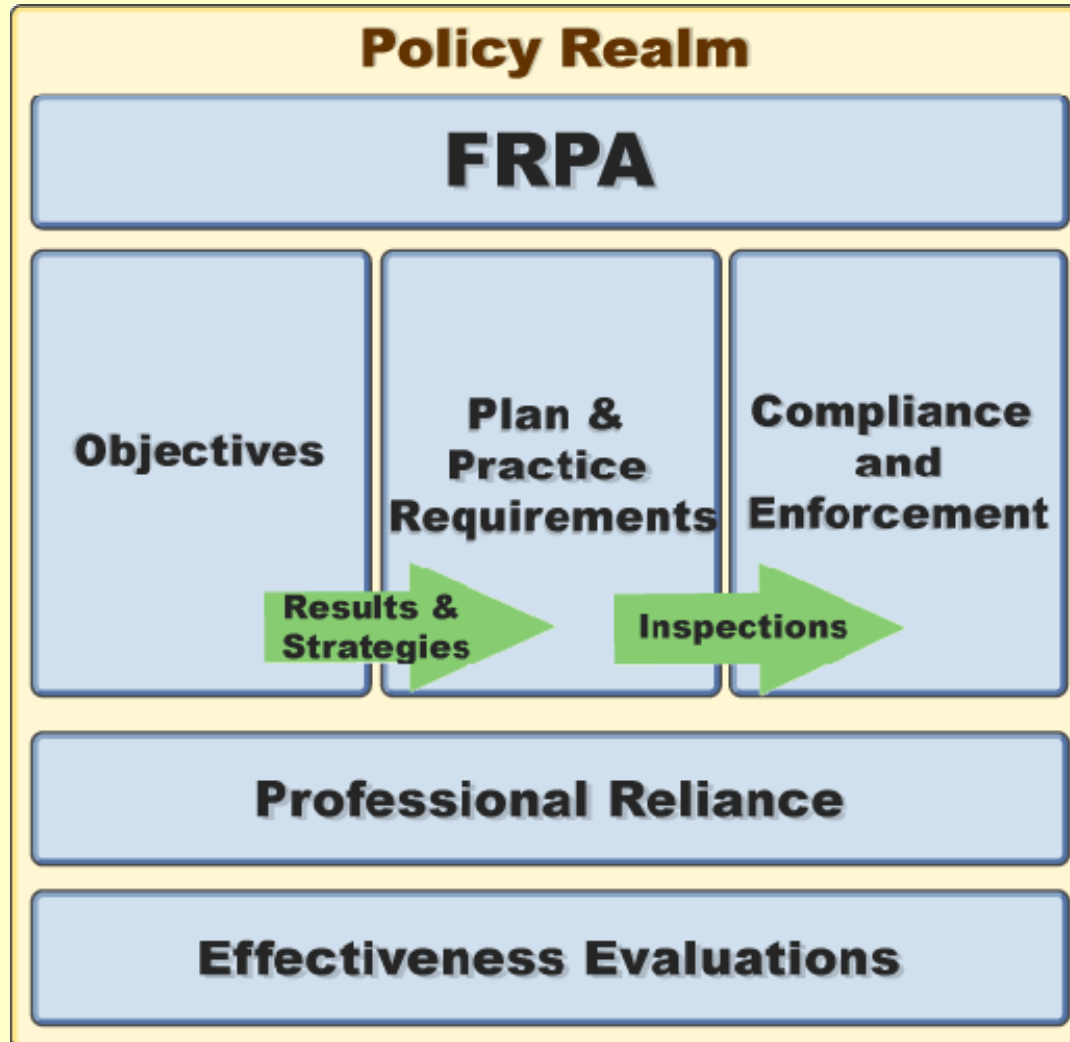 Policy Realm
FRPA
Objectives
Plan &
Practice
Requirements
Compliance
and
Enforcement
Results &
Strategies
Inspections
Professional Reliance
Effectiveness Evaluations